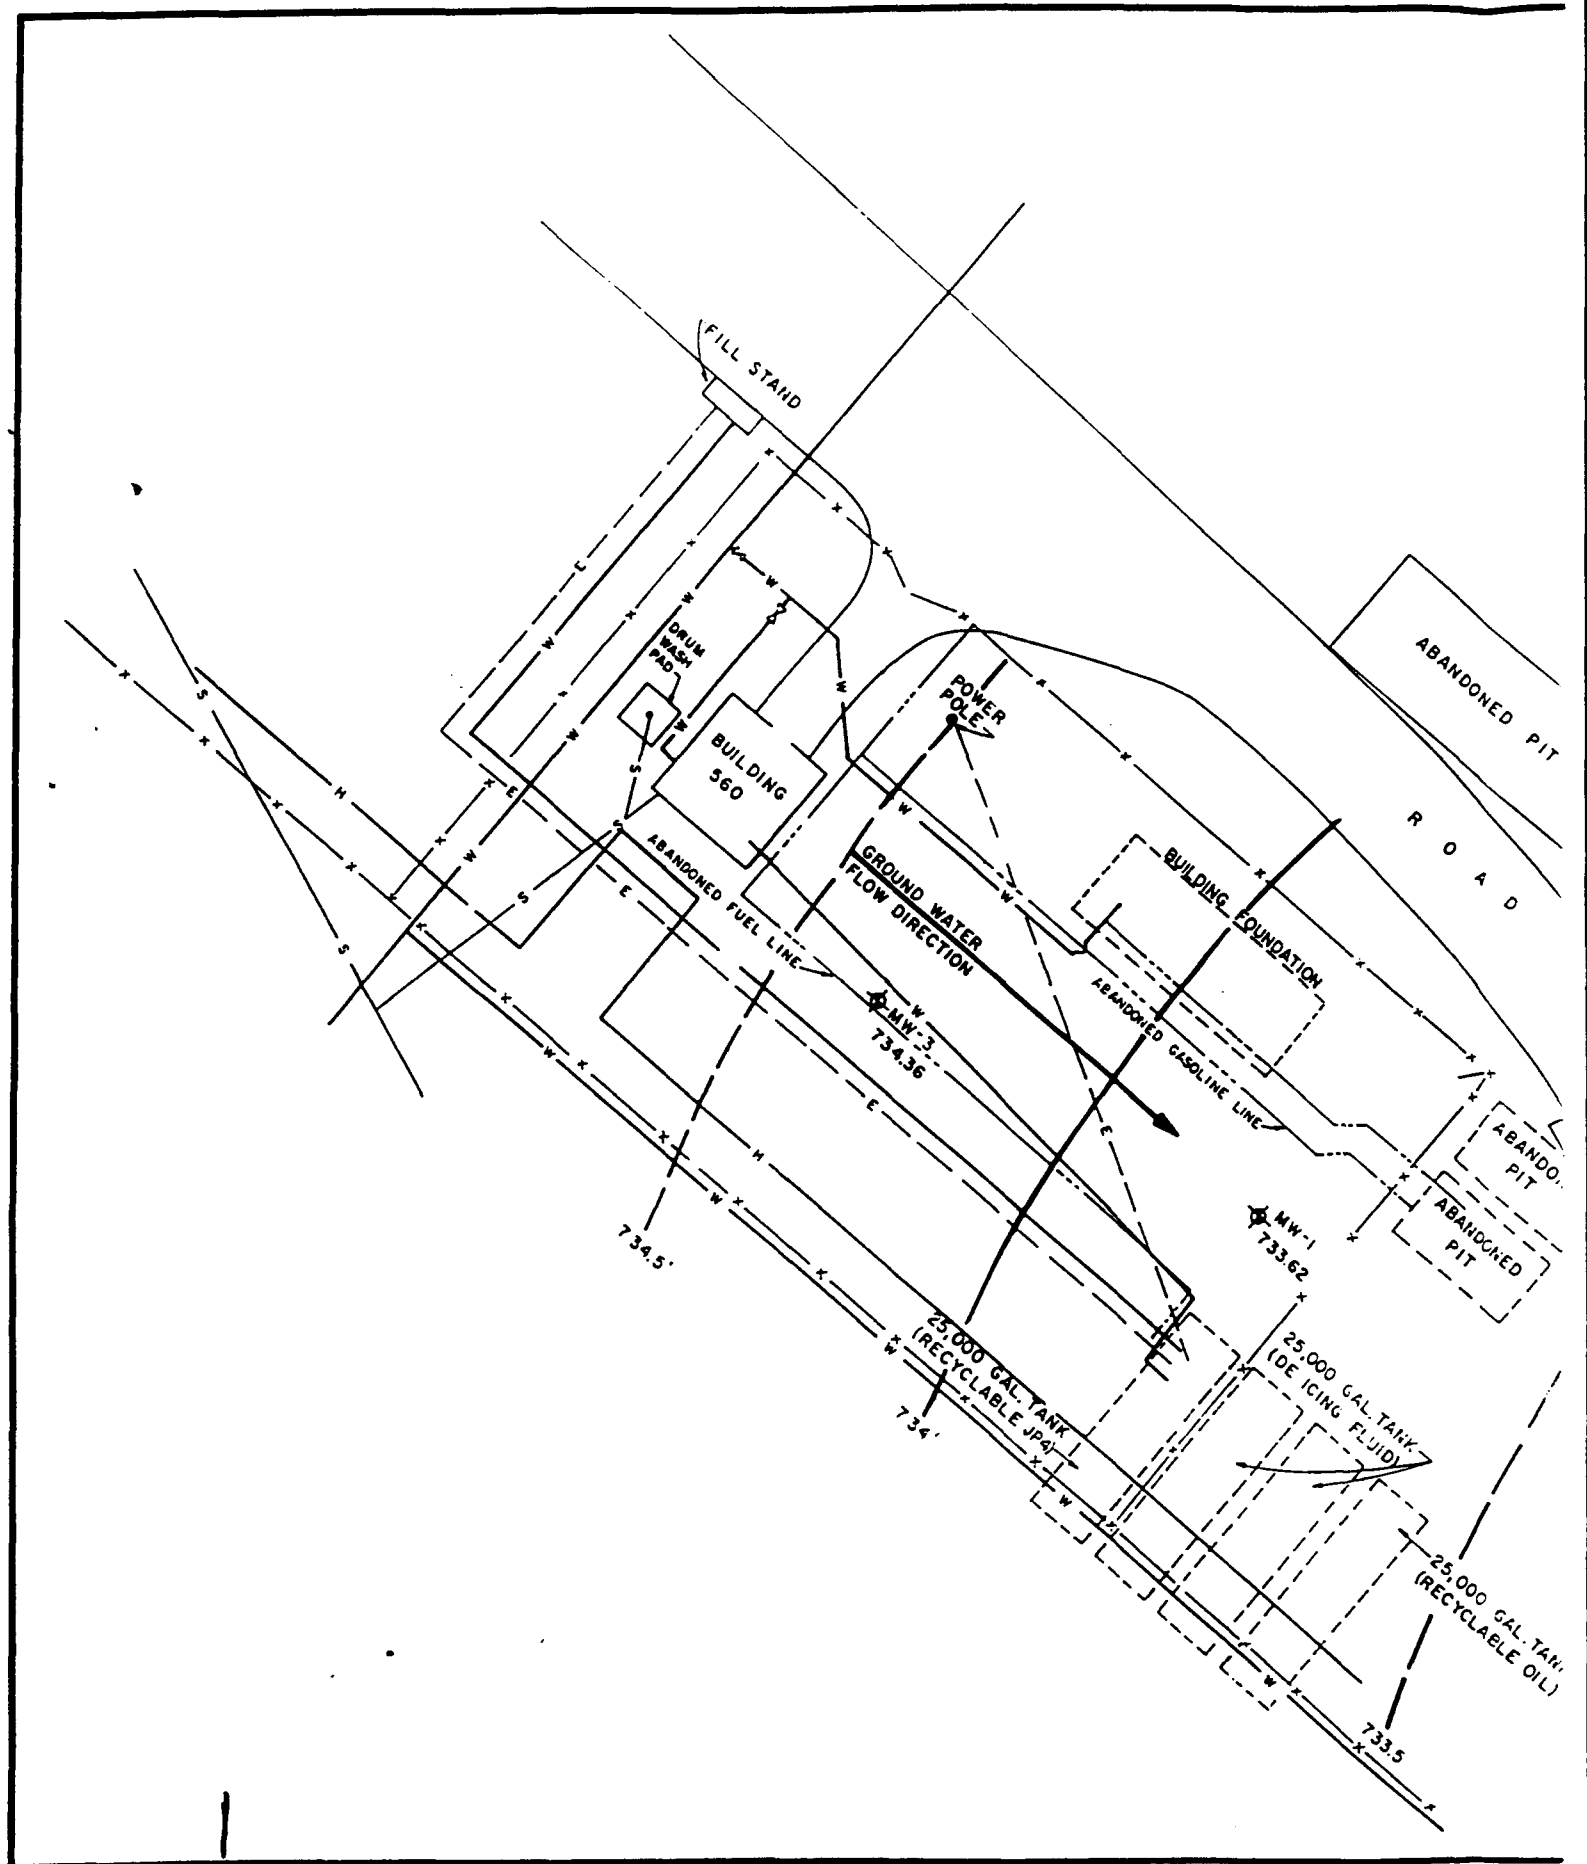 FILL STAND
DRUM
WASH
PAD
BUILDING
560
POWER
POLE
ABANDONED PIT
ROAD
BUILDING FOUNDATION
GROUND WATER
FLOW DIRECTION
ABANDONED FUEL LINE
MW-3
734.36
ABANDONED GASOLINE LINE
PIT
ABANDONED
PIT
MW-1
733.62
734.5'
734'
25,000 GAL. TANK
(RECYCLABLE JP4)
25,000 GAL. TANK
(DE ICING FLUID)
25,000 GAL.
(RECYCLABLE OIL)
733.5